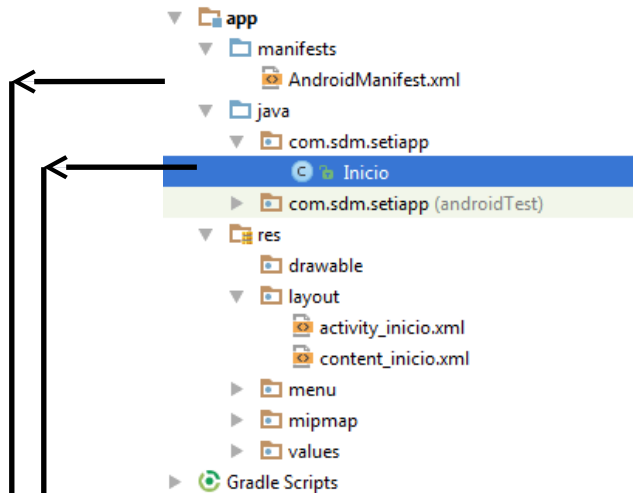 app
manifests
AndroidManifest.xml
java
com.sdm.setiapp
C Inicio
com.sdm.setiapp (androidTest)
res
drawable
layout
activity_inicio.xml
content_inicio.xml
menu
mipmap
values
Gradle Scripts